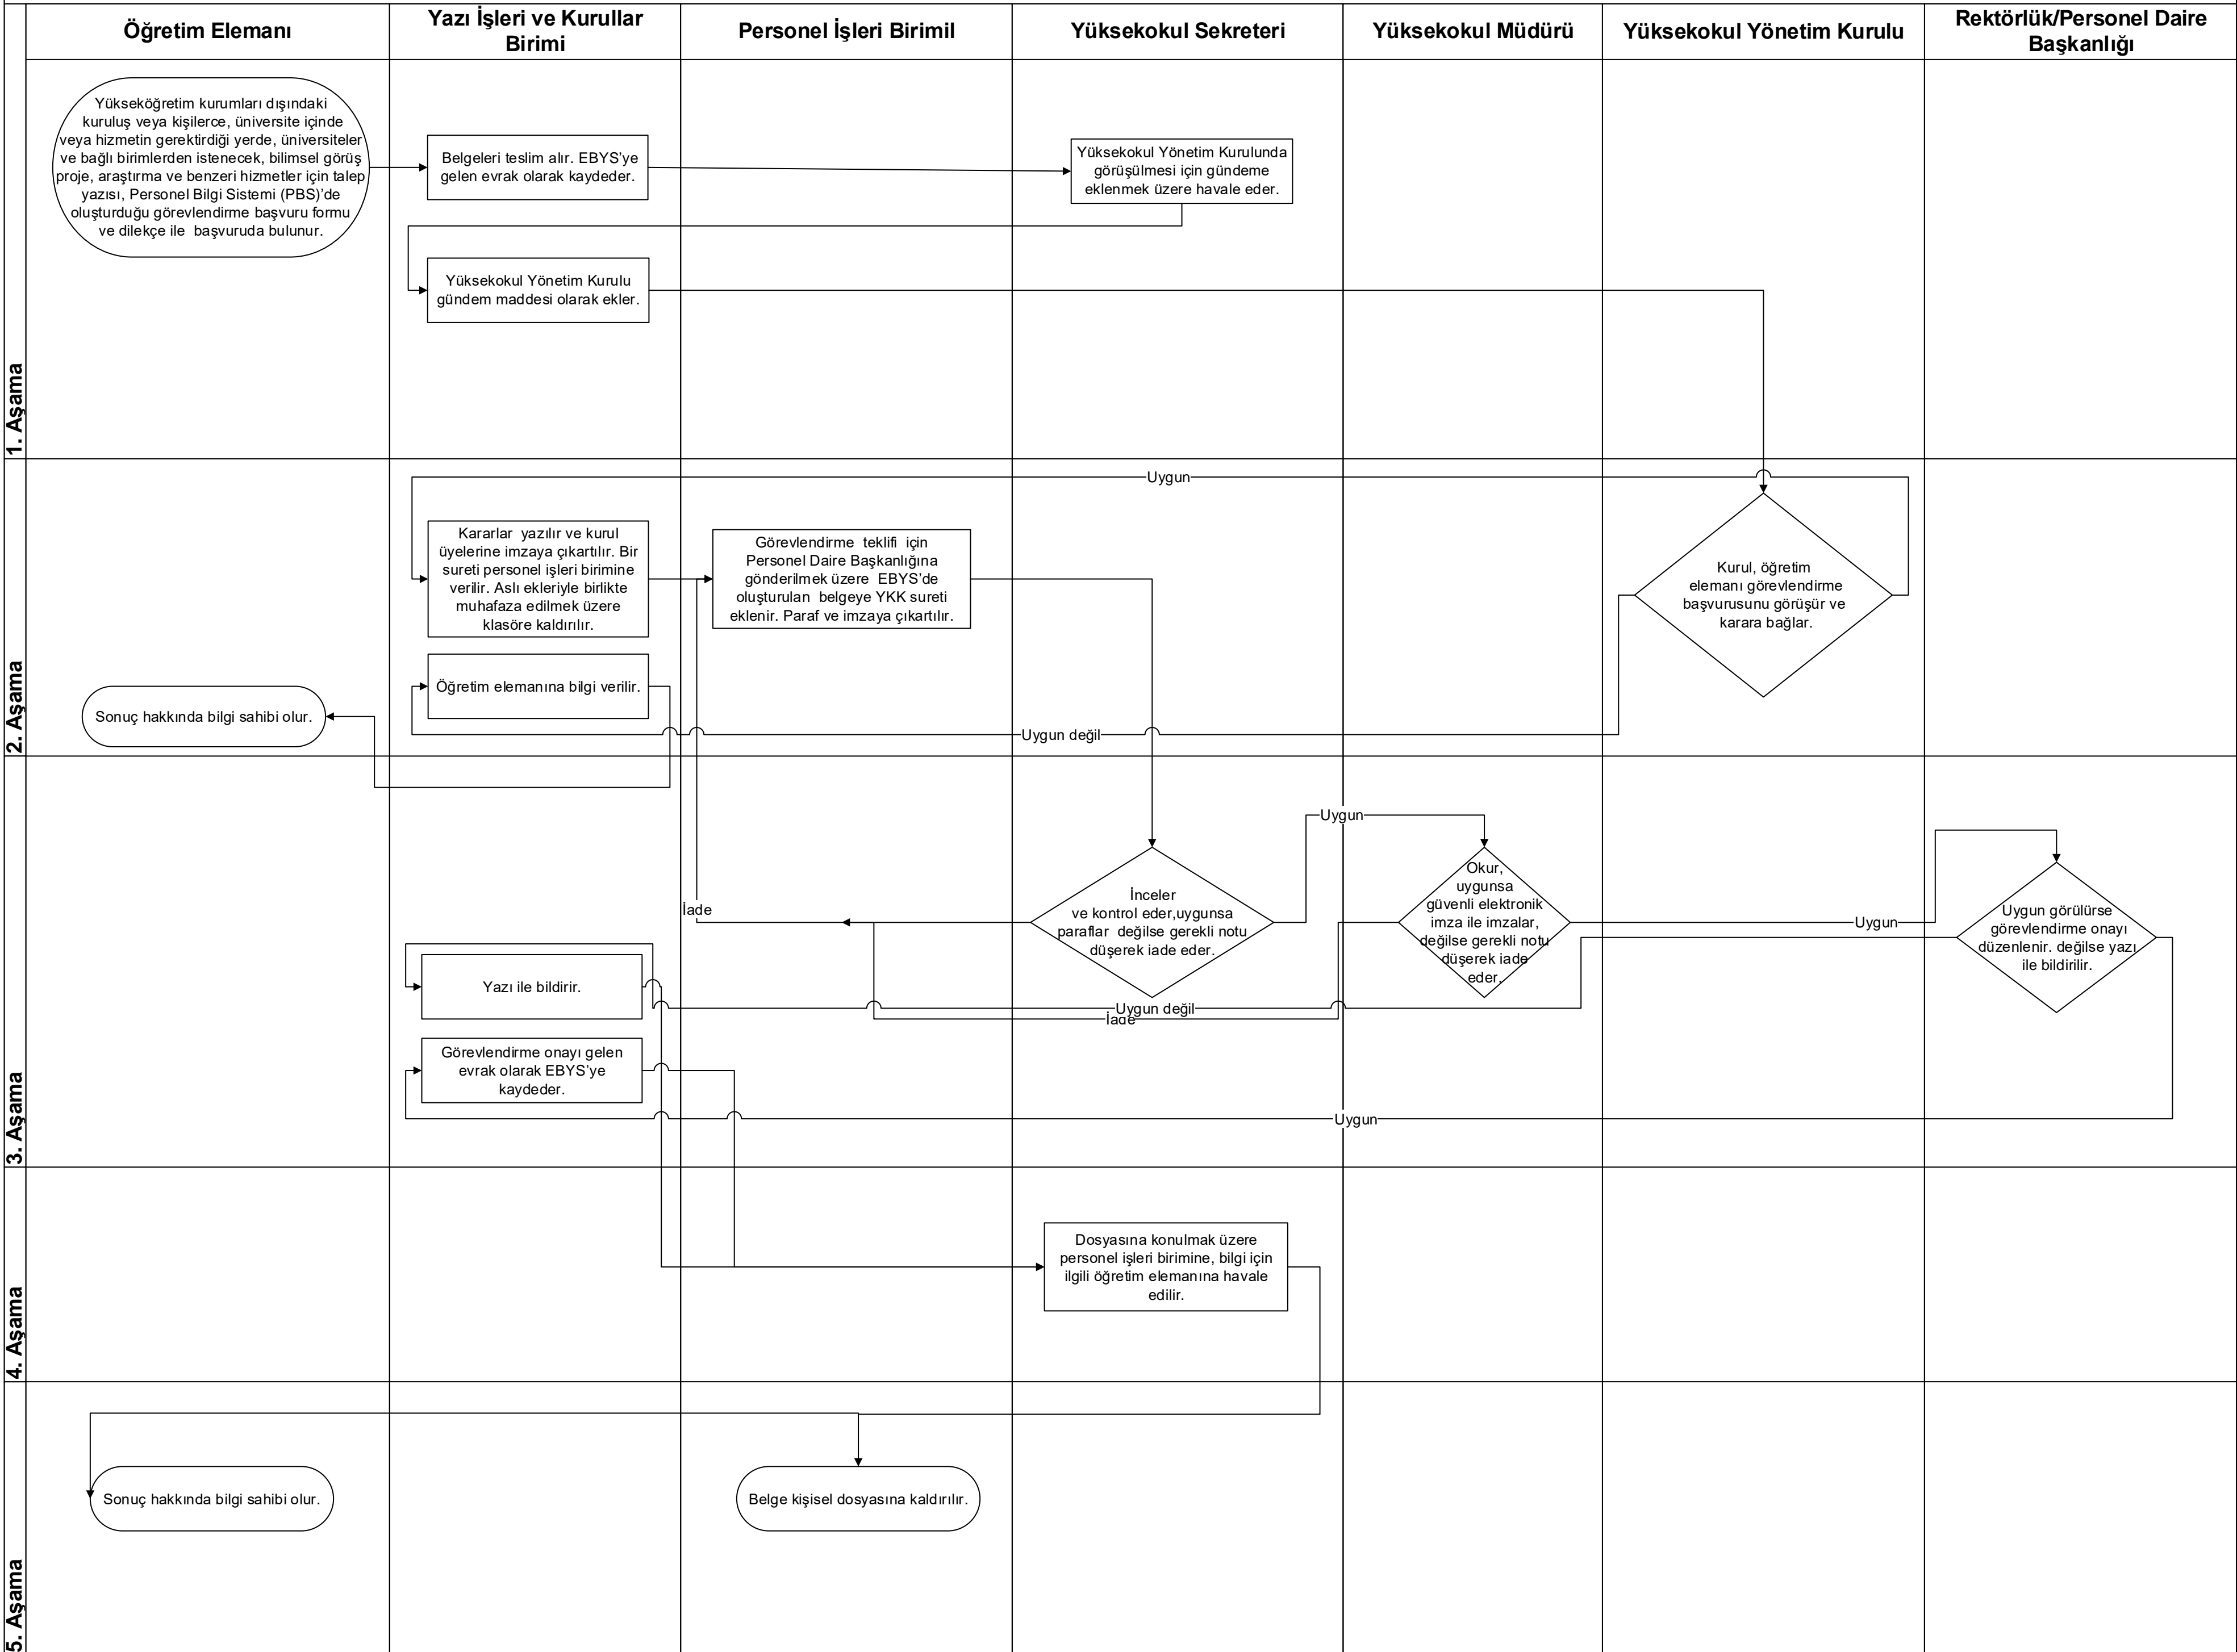 Öğretim Elemanı
Yazı İşleri ve Kurullar
Birimi
Personel İşleri Birimil
Yüksekokul Sekreteri
Yüksekokul Müdürü
Yüksekokul Yönetim Kurulu
Rektörlük/Personel Daire
Başkanlığı
1. Aşama
Yükseköğretim kurumları dışındaki
kuruluş veya kişilerce, üniversite içinde
veya hizmetin gerektirdiği yerde, üniversiteler
ve bağlı birimlerden istenecek, bilimsel görüş
proje, araştırma ve benzeri hizmetler için talep
yazısı, Personel Bilgi Sistemi (PBS)’de
oluşturduğu görevlendirme başvuru formu
ve dilekçe ile başvuruda bulunur.
Belgeleri teslim alır. EBYS’ye
gelen evrak olarak kaydeder.
Yüksekokul Yönetim Kurulunda
görüşülmesi için gündeme
eklenmek üzere havale eder.
Yüksekokul Yönetim Kurulu
gündem maddesi olarak ekler.
2. Aşama
Uygun
Kararlar yazılır ve kurul
üyelerine imzaya çıkartılır. Bir
sureti personel işleri birimine
verilir. Aslı ekleriyle birlikte
muhafaza edilmek üzere
klasöre kaldırılır.
Görevlendirme teklifi için
Personel Daire Başkanlığına
gönderilmek üzere EBYS’de
oluşturulan belgeye YKK sureti
eklenir. Paraf ve imzaya çıkartılır.
Kurul, öğretim
elemanı görevlendirme
başvurusunu görüşür ve
karara bağlar.
Öğretim elemanına bilgi verilir.
Sonuç hakkında bilgi sahibi olur.
Uygun değil
3. Aşama
Uygun
İade
İnceler
ve kontrol eder,uygunsa
paraflar değilse gerekli notu
düşerek iade eder.
Okur,
uygunsa
güvenli elektronik
imza ile imzalar,
değilse gerekli notu
düşerek iade
eder.
Uygun
Uygun görülürse
görevlendirme onayı
düzenlenir. değilse yazı
ile bildirilir.
Yazı ile bildirir.
Uygun değil
İade
Görevlendirme onayı gelen
evrak olarak EBYS’ye
kaydeder.
Uygun
4. Aşama
Dosyasına konulmak üzere
personel işleri birimine, bilgi için
ilgili öğretim elemanına havale
edilir.
5. Aşama
Sonuç hakkında bilgi sahibi olur.
Belge kişisel dosyasına kaldırılır.